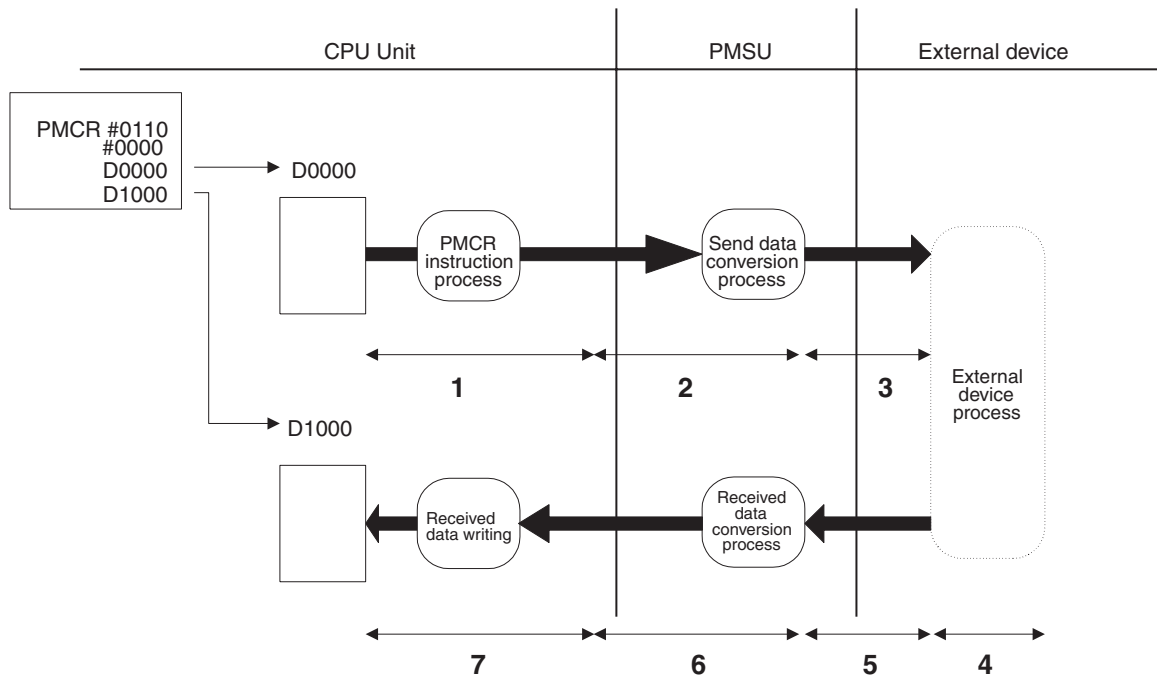 CPU Unit
PMSU
External device
PMCR #0110
#0000
D0000
D1000
D0000
PMCR
instruction
process
Send data
conversion
process
1
2
3
External
device
process
D1000
Received
data writing
Received
data
conversion
process
7
6
5
4